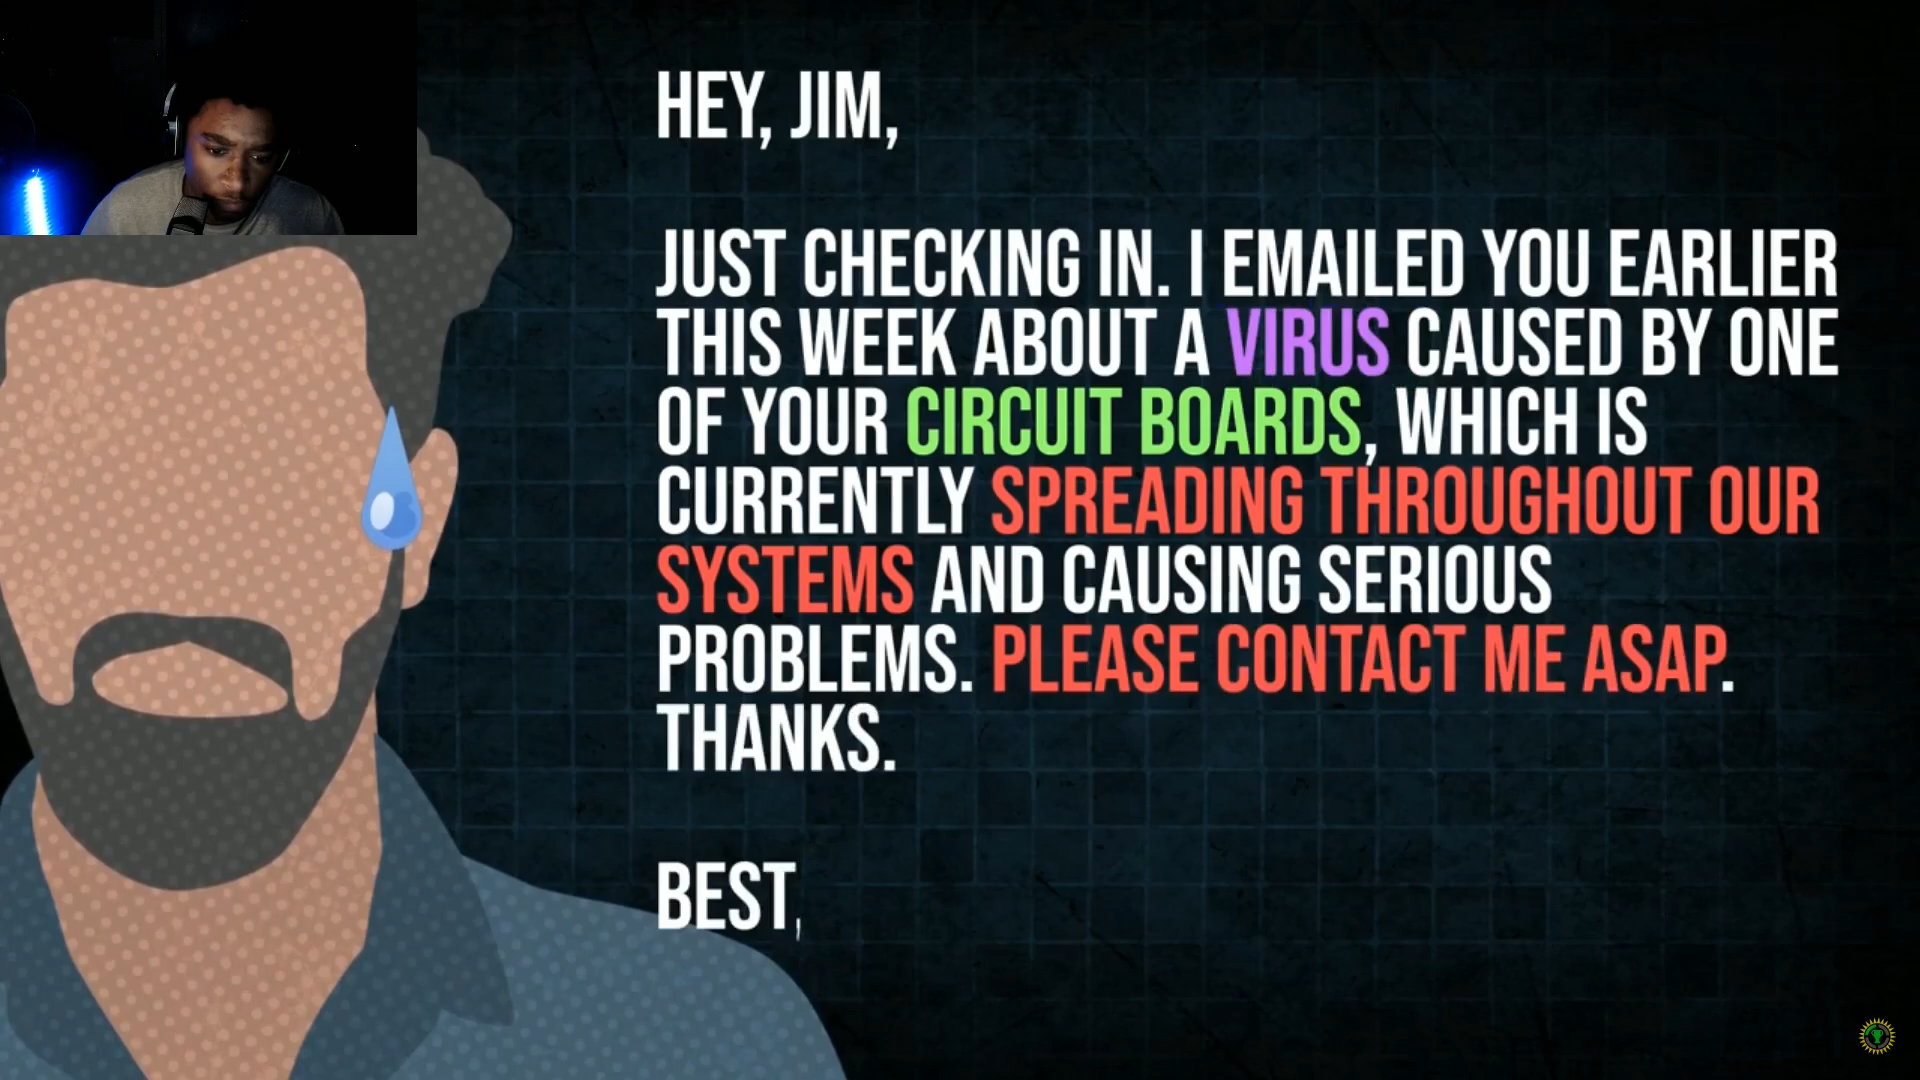 HEY, JIM,
JUST CHECKING IN. I EMAILED YOU EARLIER
THIS WEEK ABOUT A VIRUS CAUSED BY ONE
OF YOUR CIRCUIT BOARDS, WHICH IS
CURRENTLY SPREADING THROUGHOUT OUR
SYSTEMS AND CAUSING SERIOUS
PROBLEMS. PLEASE CONTACT ME ASAP.
THANKS.
BEST,